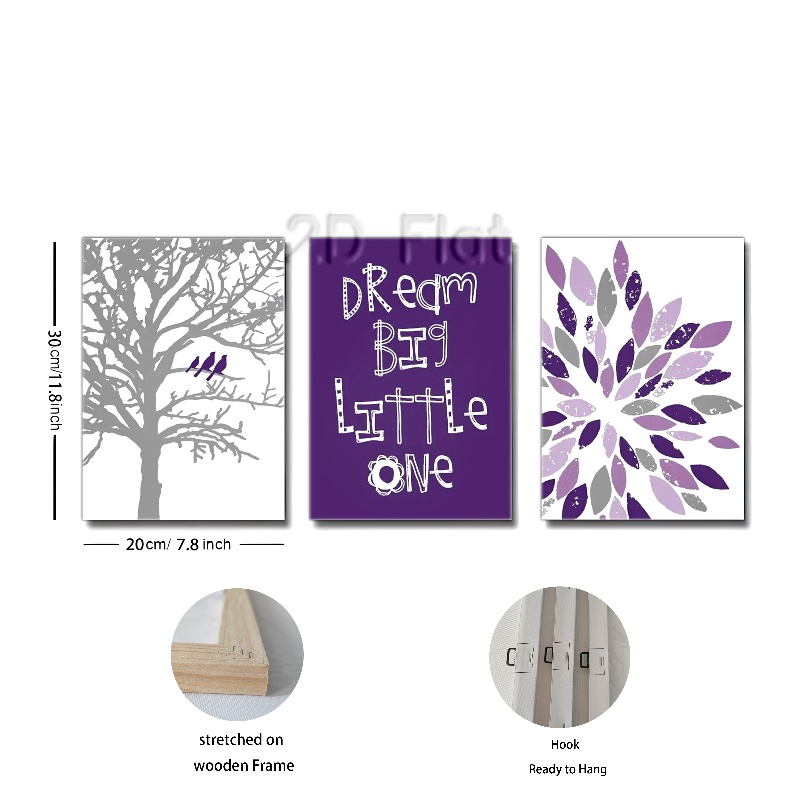 2D Flat
DReam
BIg
LITTLe
ONe
30cm/11.8inch
20cm/ 7.8 inch
stretched on
wooden Frame
Hook
Ready to Hang